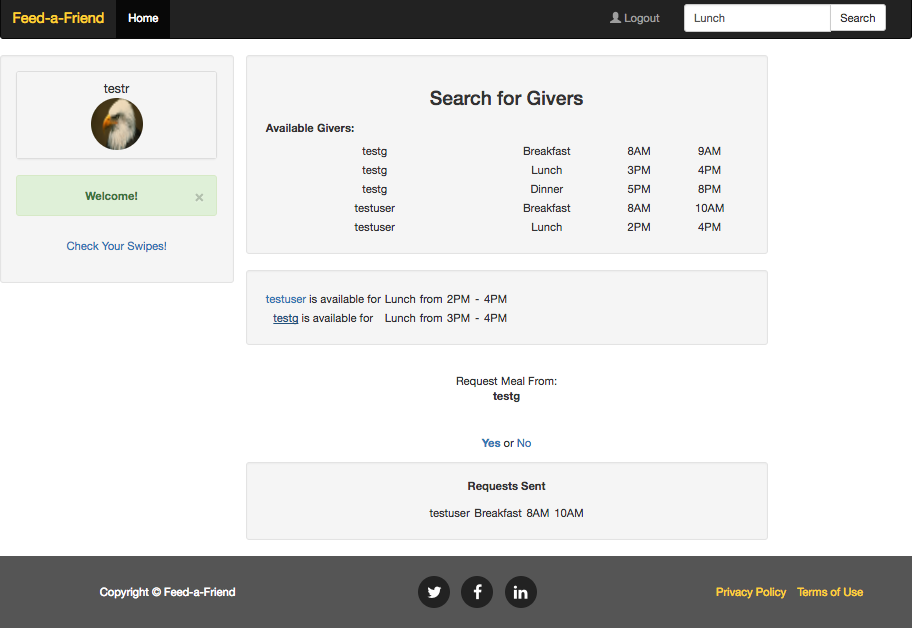 Feed-a-Friend Home Logout Lunch Search
testr
Welcome! ×
Check Your Swipes!
Search for Givers
Available Givers:
testg Breakfast 8AM 9AM
testg Lunch 3PM 4PM
testg Dinner 5PM 8PM
testuser Breakfast 8AM 10AM
testuser Lunch 2PM 4PM
testuser is available for Lunch from 2PM - 4PM
testg is available for Lunch from 3PM - 4PM
Request Meal From:
testg
Yes or No
Requests Sent
testuser Breakfast 8AM 10AM
Copyright © Feed-a-Friend Privacy Policy Terms of Use